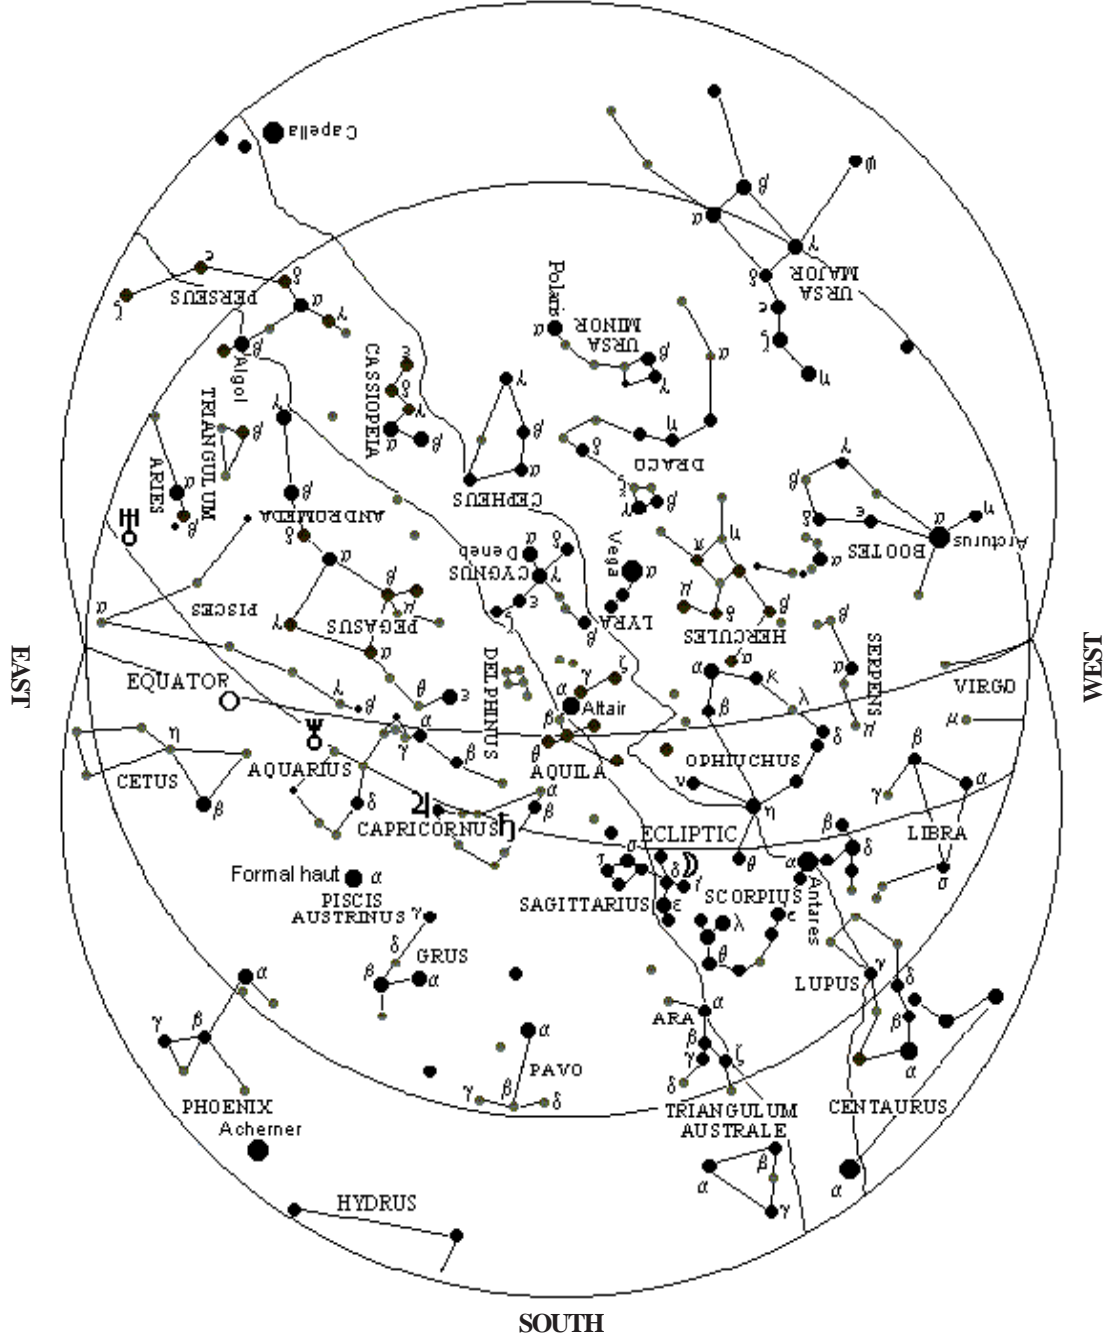 Capella
β
ψ
α
γ
URSA
MAJOR
δ
ε
ζ
η
ε
δ
ζ
PERSEUS
α
γ
β
Algol
Polaris
α
URSA
MINOR
β
γ
α
CASSIOPEIA
ε
δ
γ
α
β
γ
β
α
CEPHEUS
η
δ
DRACO
ξ
β
γ
TRIANGULUM
β
γ
ARIES
α
β
β
ANDROMEDA
δ
α
γ
β
δ
ε
α
η
BOOTES
Arcturus
♅
α
Deneb
δ
CYGNUS
γ
ε
ζ
β
Vega
α
LYRA
π
η
μ
δ
β
HERCULES
α
PISCES
α
β
μ
γ
PEGASUS
α
θ
ε
DELPHINUS
EAST
WEST
SOUTH
EQUATOR
λ
β
γ
ζ
α
Altair
β
θ
AQUILA
α
κ
β
λ
δ
OPHIUCHUS
ν
η
θ
β
α
μ
SERPENS
VIRGO
μ
η
CETUS
β
AQUARIUS
♆
α
γ
β
δ
♃
CAPRICORNUS
♄
α
β
ECLIPTIC
β
α
γ
LIBRA
σ
Formal haut
α
PISCIS
AUSTRINUS
σ
τ
δ
γ
SAGITTARIUS
ε
SCORPIUS
α
Antares
β
δ
λ
ε
θ
γ
δ
GRUS
β
α
γ
LUPUS
δ
β
α
α
ARA
β
γ
δ
ζ
α
γ
β
PHOENIX
Acherner
α
PAVO
γ
β
δ
TRIANGULUM
AUSTRALE
β
α
γ
CENTAURUS
α
HYDRUS